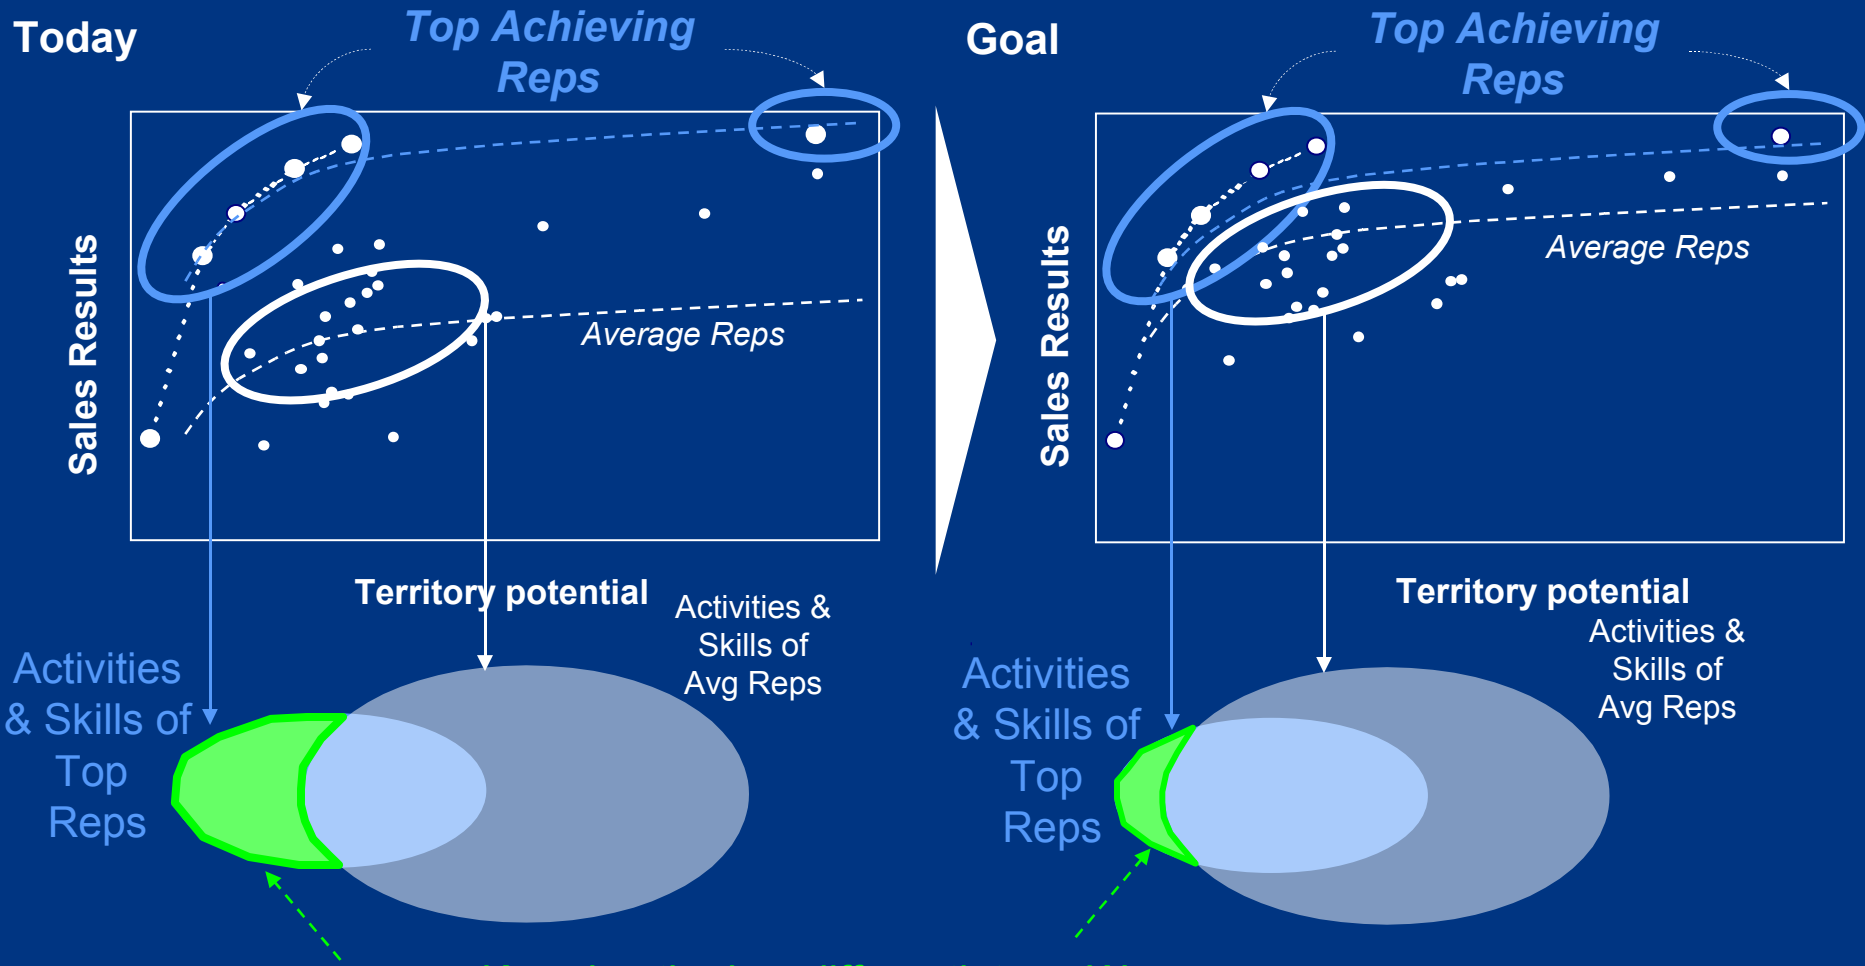 Today
Top Achieving
Reps
Sales Results
Average Reps
Territory potential
Activities &
Skills of
Avg Reps
Activities
& Skills of
Top
Reps
Goal
Top Achieving
Reps
Sales Results
Average Reps
Territory potential
Activities &
Skills of
Avg Reps
Activities
& Skills of
Top
Reps